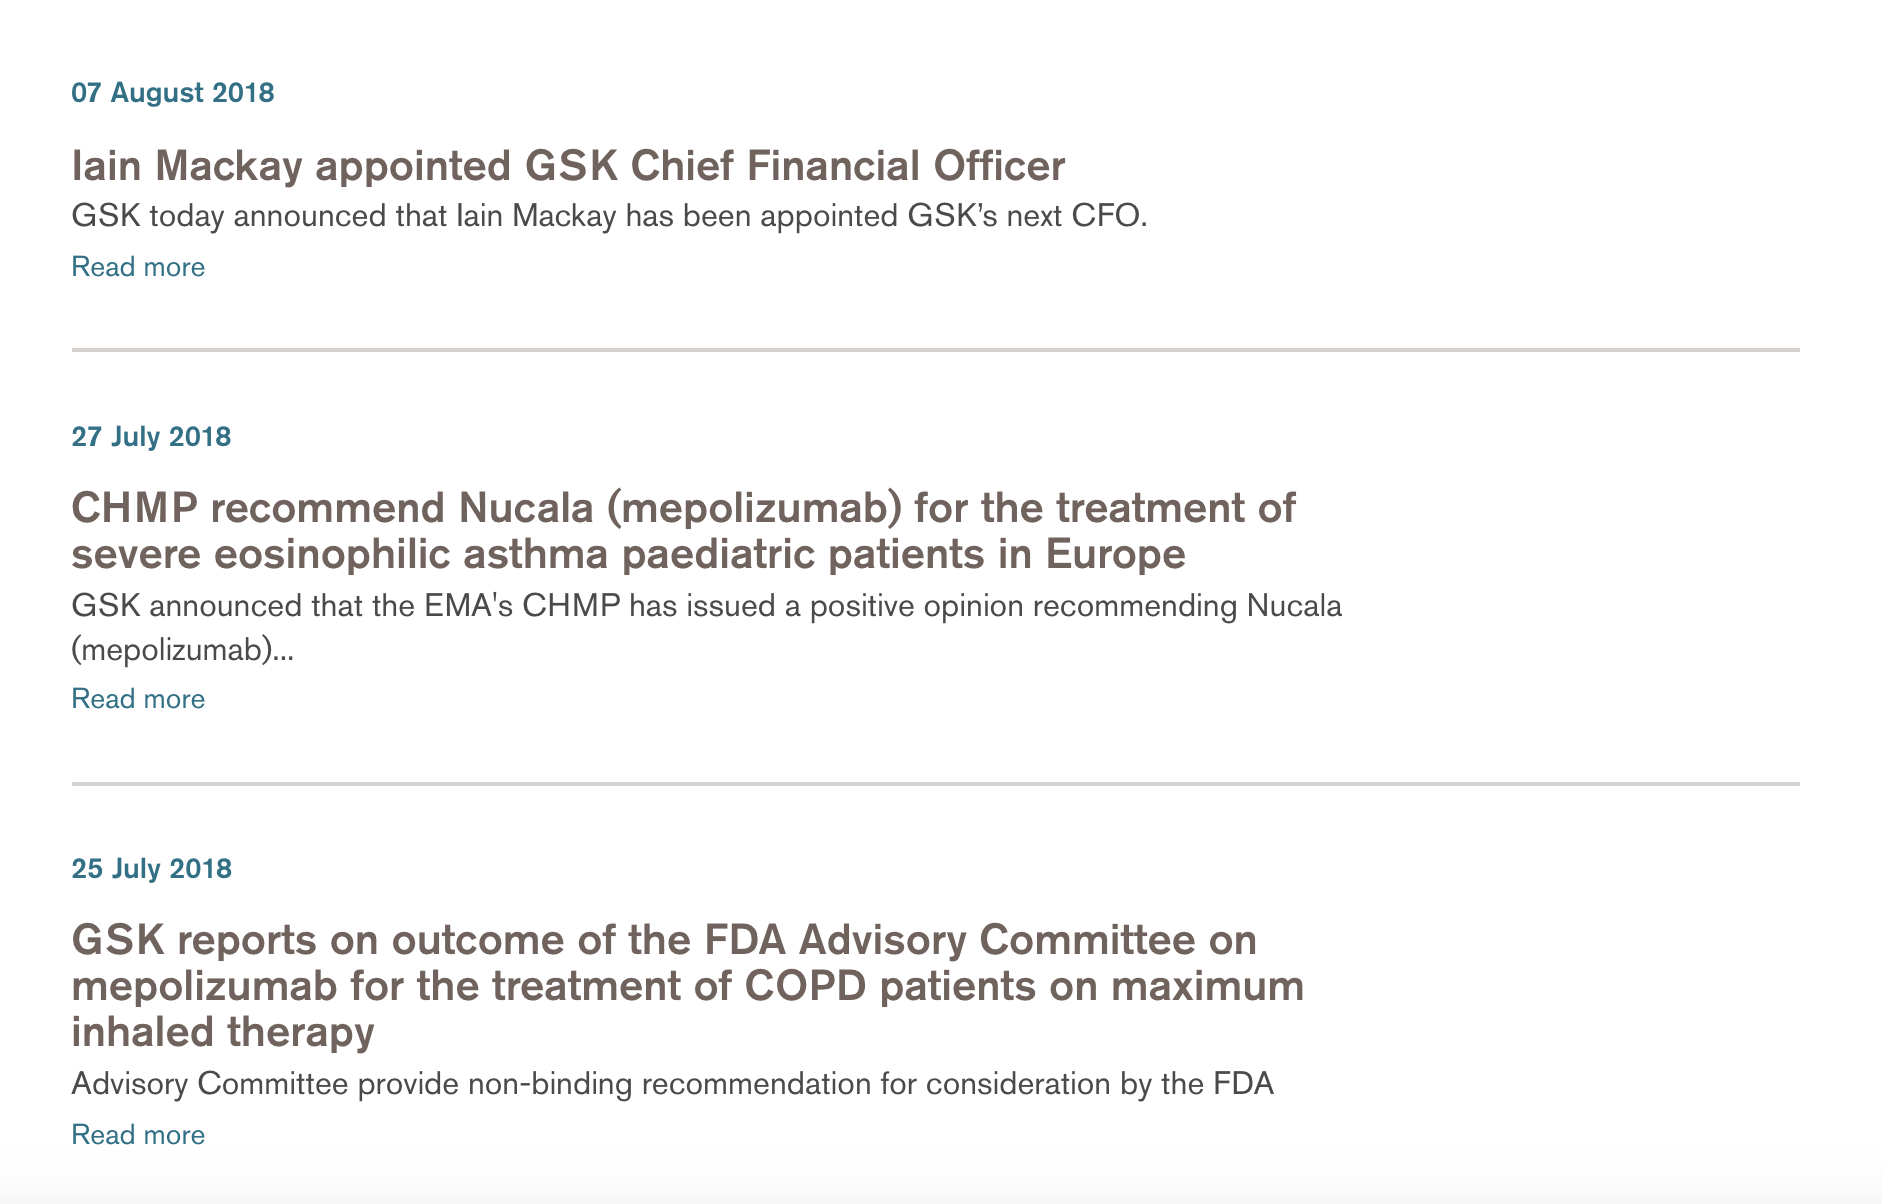 07 August 2018
Iain Mackay appointed GSK Chief Financial Officer
GSK today announced that Iain Mackay has been appointed GSK’s next CFO.
Read more
27 July 2018
CHMP recommend Nucala (mepolizumab) for the treatment of
severe eosinophilic asthma paediatric patients in Europe
GSK announced that the EMA's CHMP has issued a positive opinion recommending Nucala
(mepolizumab)...
Read more
25 July 2018
GSK reports on outcome of the FDA Advisory Committee on
mepolizumab for the treatment of COPD patients on maximum
inhaled therapy
Advisory Committee provide non-binding recommendation for consideration by the FDA
Read more